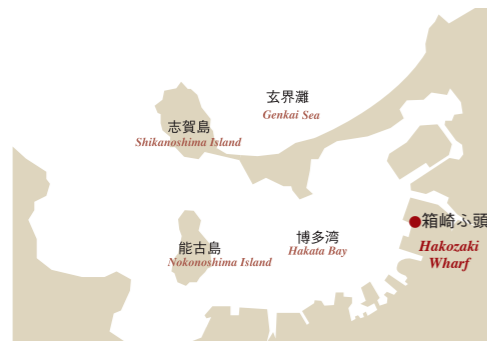 玄界灘
Genkai Sea
志賀島
Shikanoshima Island
箱崎ふ頭
Hakozaki
Wharf
能古島
Nokonoshima Island
博多湾
Hakata Bay